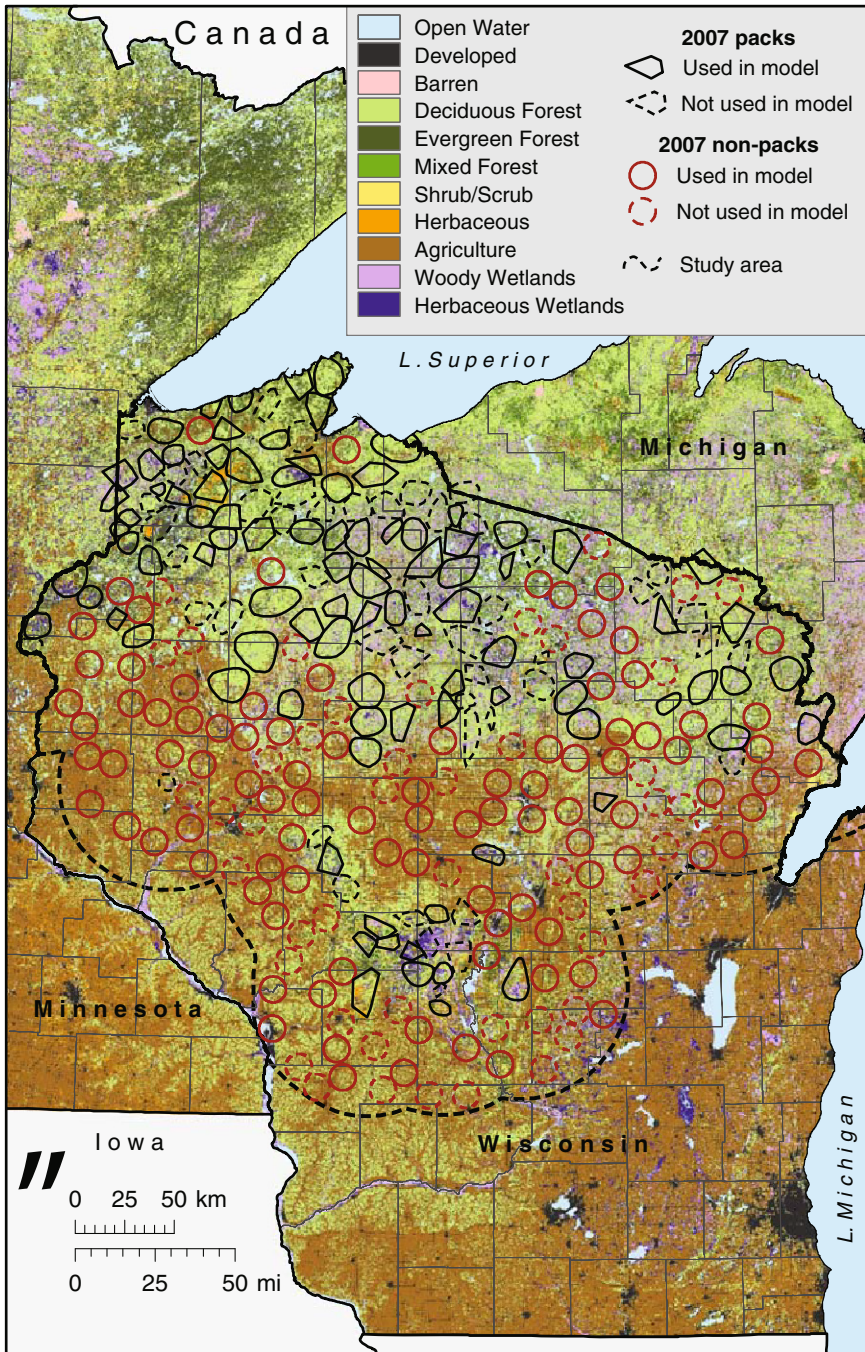 Canada
Open Water
Developed
Barren
Deciduous Forest
Evergreen Forest
Mixed Forest
Shrub/Scrub
Herbaceous
Agriculture
Woody Wetlands
Herbaceous Wetlands
2007 packs
Used in model
Not used in model
2007 non-packs
Used in model
Not used in model
Study area
L. Superior
Michigan
Minnesota
Iowa
Wisconsin
L. Michigan
0 25 50 km
0 25 50 mi